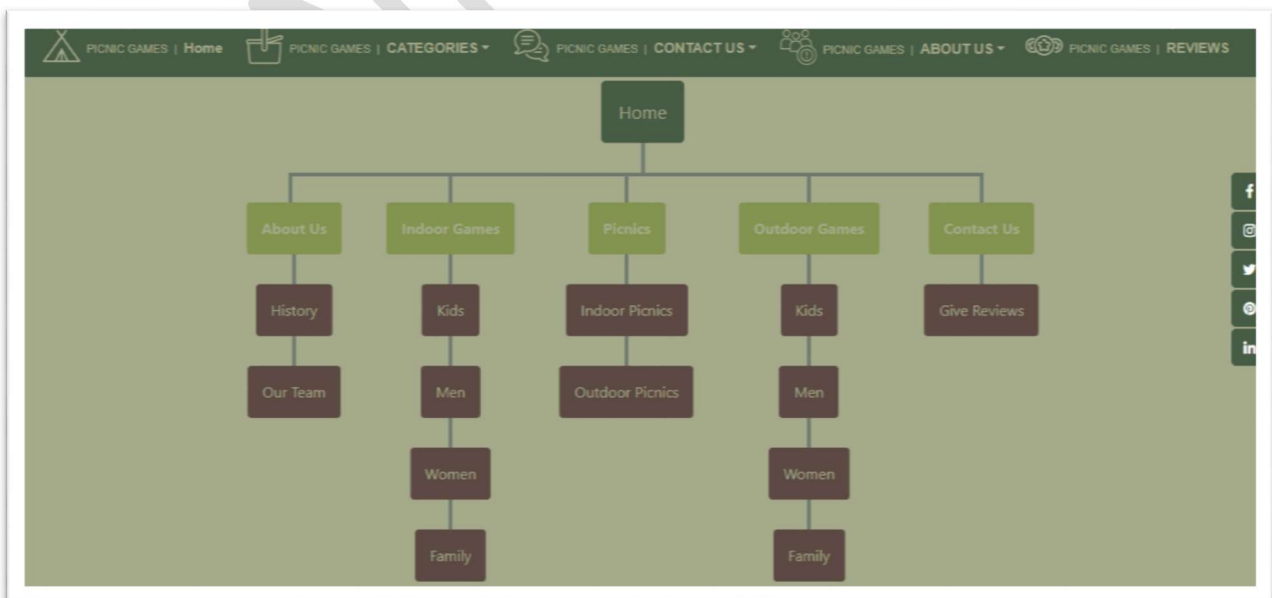 PICNIC GAMES | Home PICNIC GAMES | CATEGORIES PICNIC GAMES | CONTACT US PICNIC GAMES | ABOUT US PICNIC GAMES | REVIEWS
Home
About Us Indoor Games Picnics Outdoor Games Contact Us
History Kids Indoor Picnics Kids Give Reviews
Our Team Men Outdoor Picnics Men
Women Women
Family Family